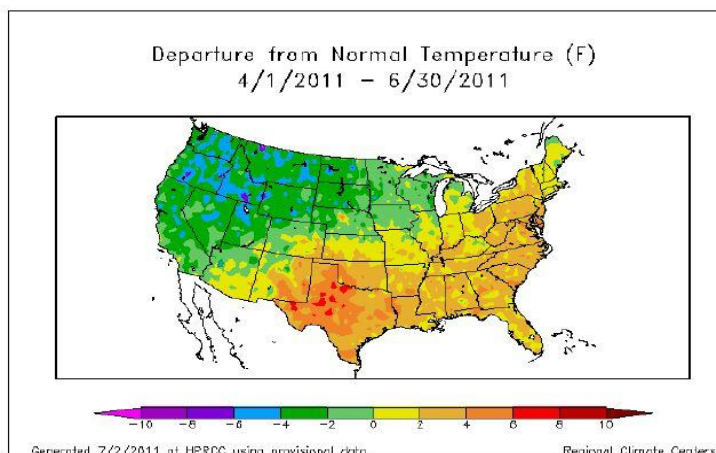 Departure from Normal Temperature (F)
4/1/2011 – 6/30/2011
-10 -8 -6 -4 -2 0 2 4 6 8 10
Generated 7/2/2011 at HPRCC using provisional data. Regional Climate Centers